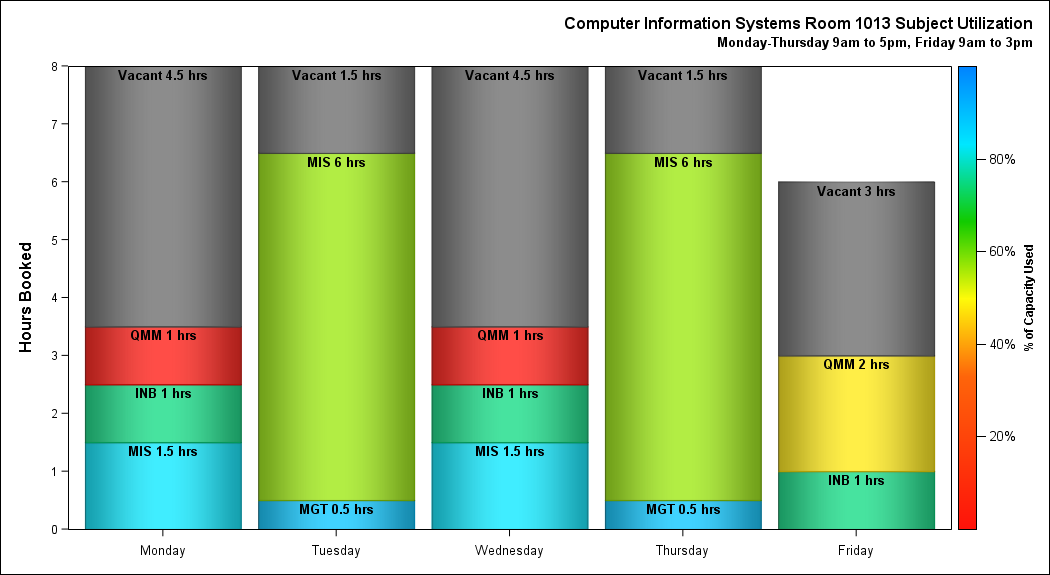 Computer Information Systems Room 1013 Subject Utilization
Monday-Thursday 9am to 5pm, Friday 9am to 3pm
Hours Booked
8
7
6
5
4
3
2
1
0
Vacant 4.5 hrs
QMM 1 hrs
INB 1 hrs
MIS 1.5 hrs
Vacant 1.5 hrs
MIS 6 hrs
MGT 0.5 hrs
Vacant 4.5 hrs
QMM 1 hrs
INB 1 hrs
MIS 1.5 hrs
Vacant 1.5 hrs
MIS 6 hrs
MGT 0.5 hrs
Vacant 3 hrs
QMM 2 hrs
INB 1 hrs
Monday
Tuesday
Wednesday
Thursday
Friday
80%
60%
40%
20%
% of Capacity Used